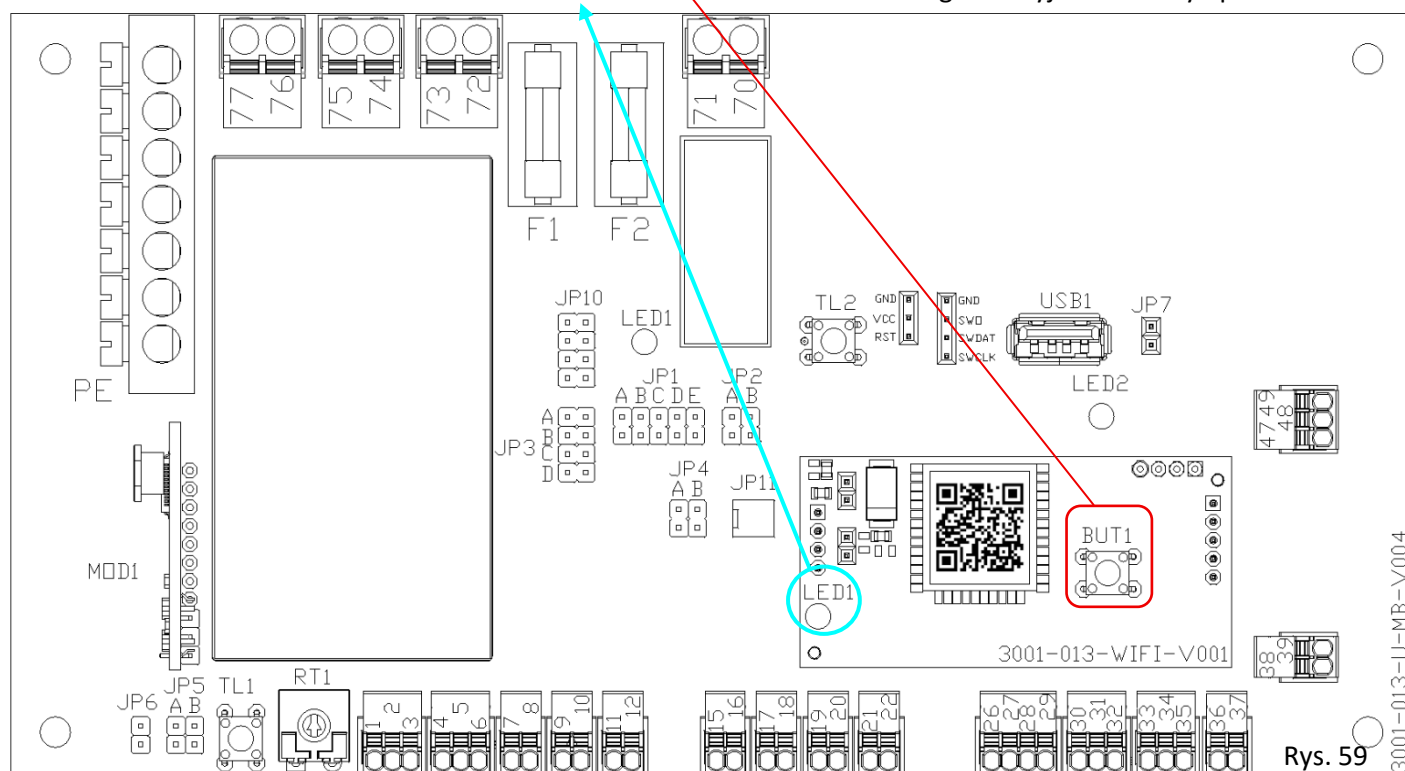 77 76
75 74
73 72
71 70
F1
F2
PE
JP10
LED1
TL2
GND
VCC
RST
GND
SWO
SWDAT
SWCLK
USB1
JP7
LED2
JP1
A B C D E
JP2
A B
JP3
A
B
C
D
JP4
A B
JP11
47 48 49
MOD1
BUT1
LED1
3001-013-WIFI-V001
38 39
3001-013-U-MB-V004
JP6
JP5
A B
TL1
RT1
1 2 3
4 5 6
7 8
9 10
11 12
15 16
17 18
19 20
21 22
26 27 28 29
30 31 32
33 34 35
36 37
Rys. 59